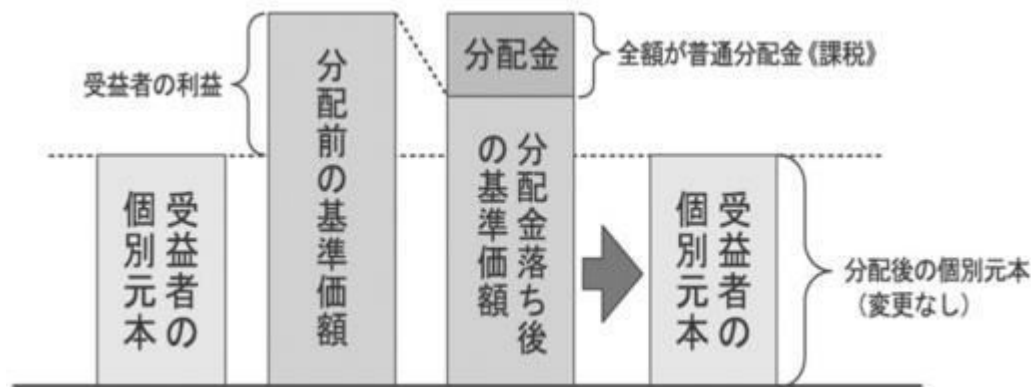 受益者の利益
受益者の
個別元本
分配前の基準価額
分配金
全額が普通分配金《課税》
分配金落ち後
の基準価額
受益者の
個別元本
分配後の個別元本
(変更なし)